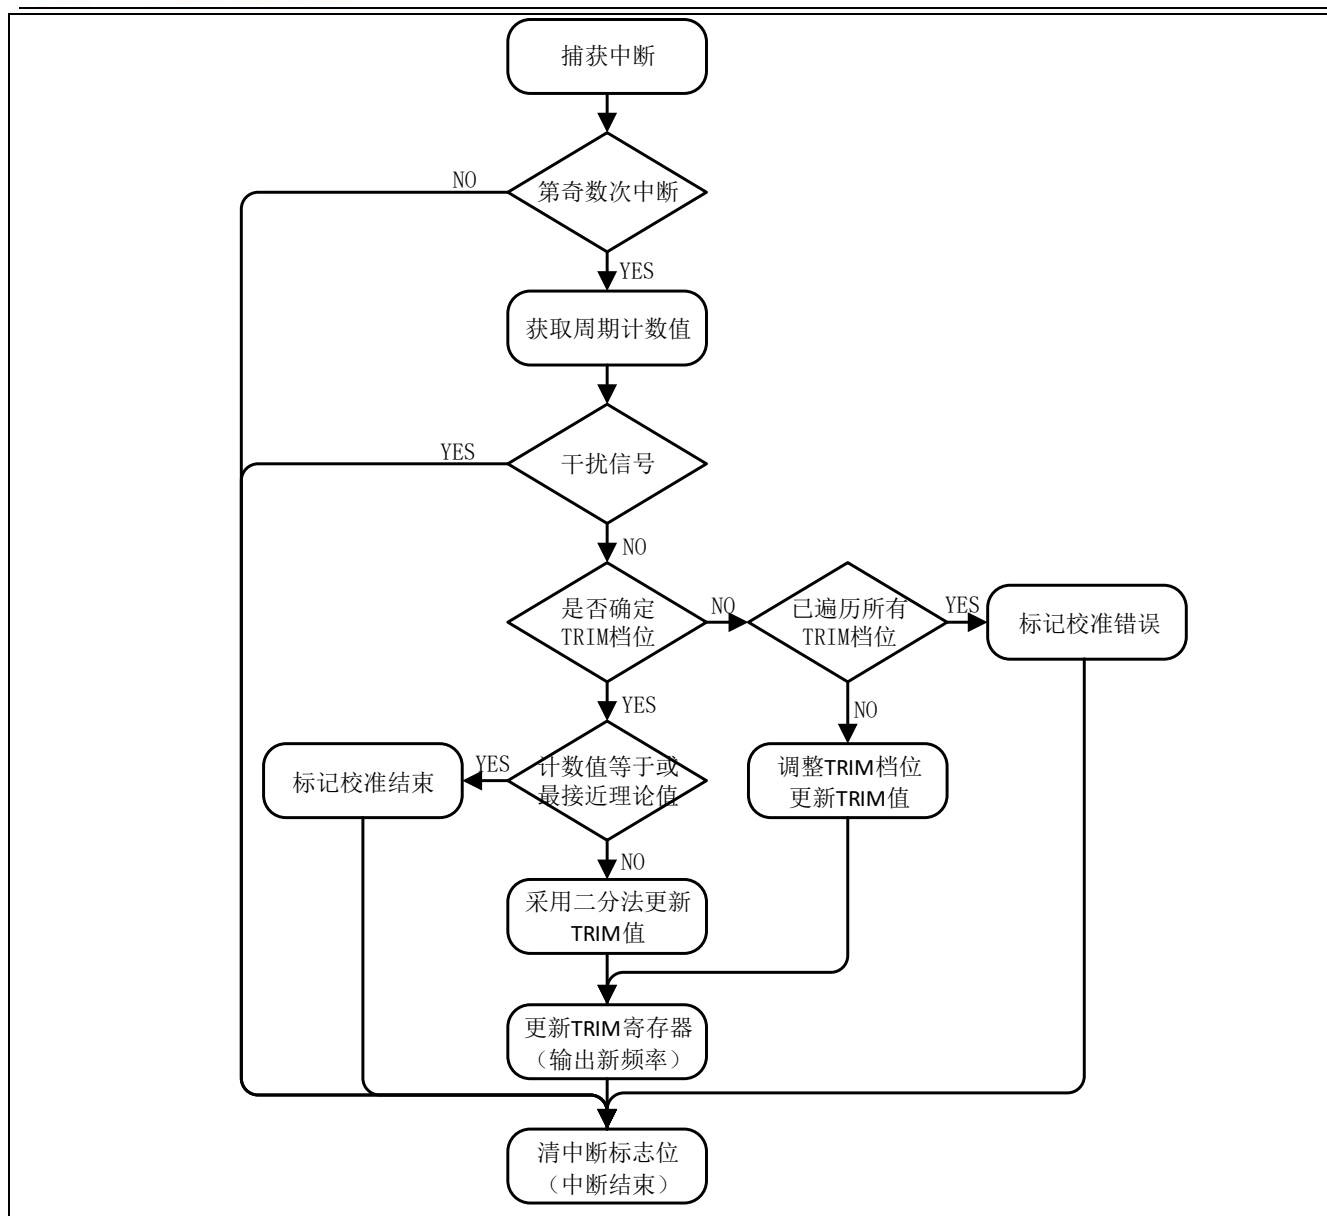 捕获中断
NO
第奇数次中断
YES
获取周期计数值
YES
干扰信号
NO
是否确定
TRIM档位
NO
已遍历所有
TRIM档位
YES
标记校准错误
YES
NO
标记校准结束
YES
计数值等于或
最接近理论值
调整TRIM档位
更新TRIM值
NO
采用二分法更新
TRIM值
更新TRIM寄存器
（输出新频率）
清中断标志位
（中断结束）